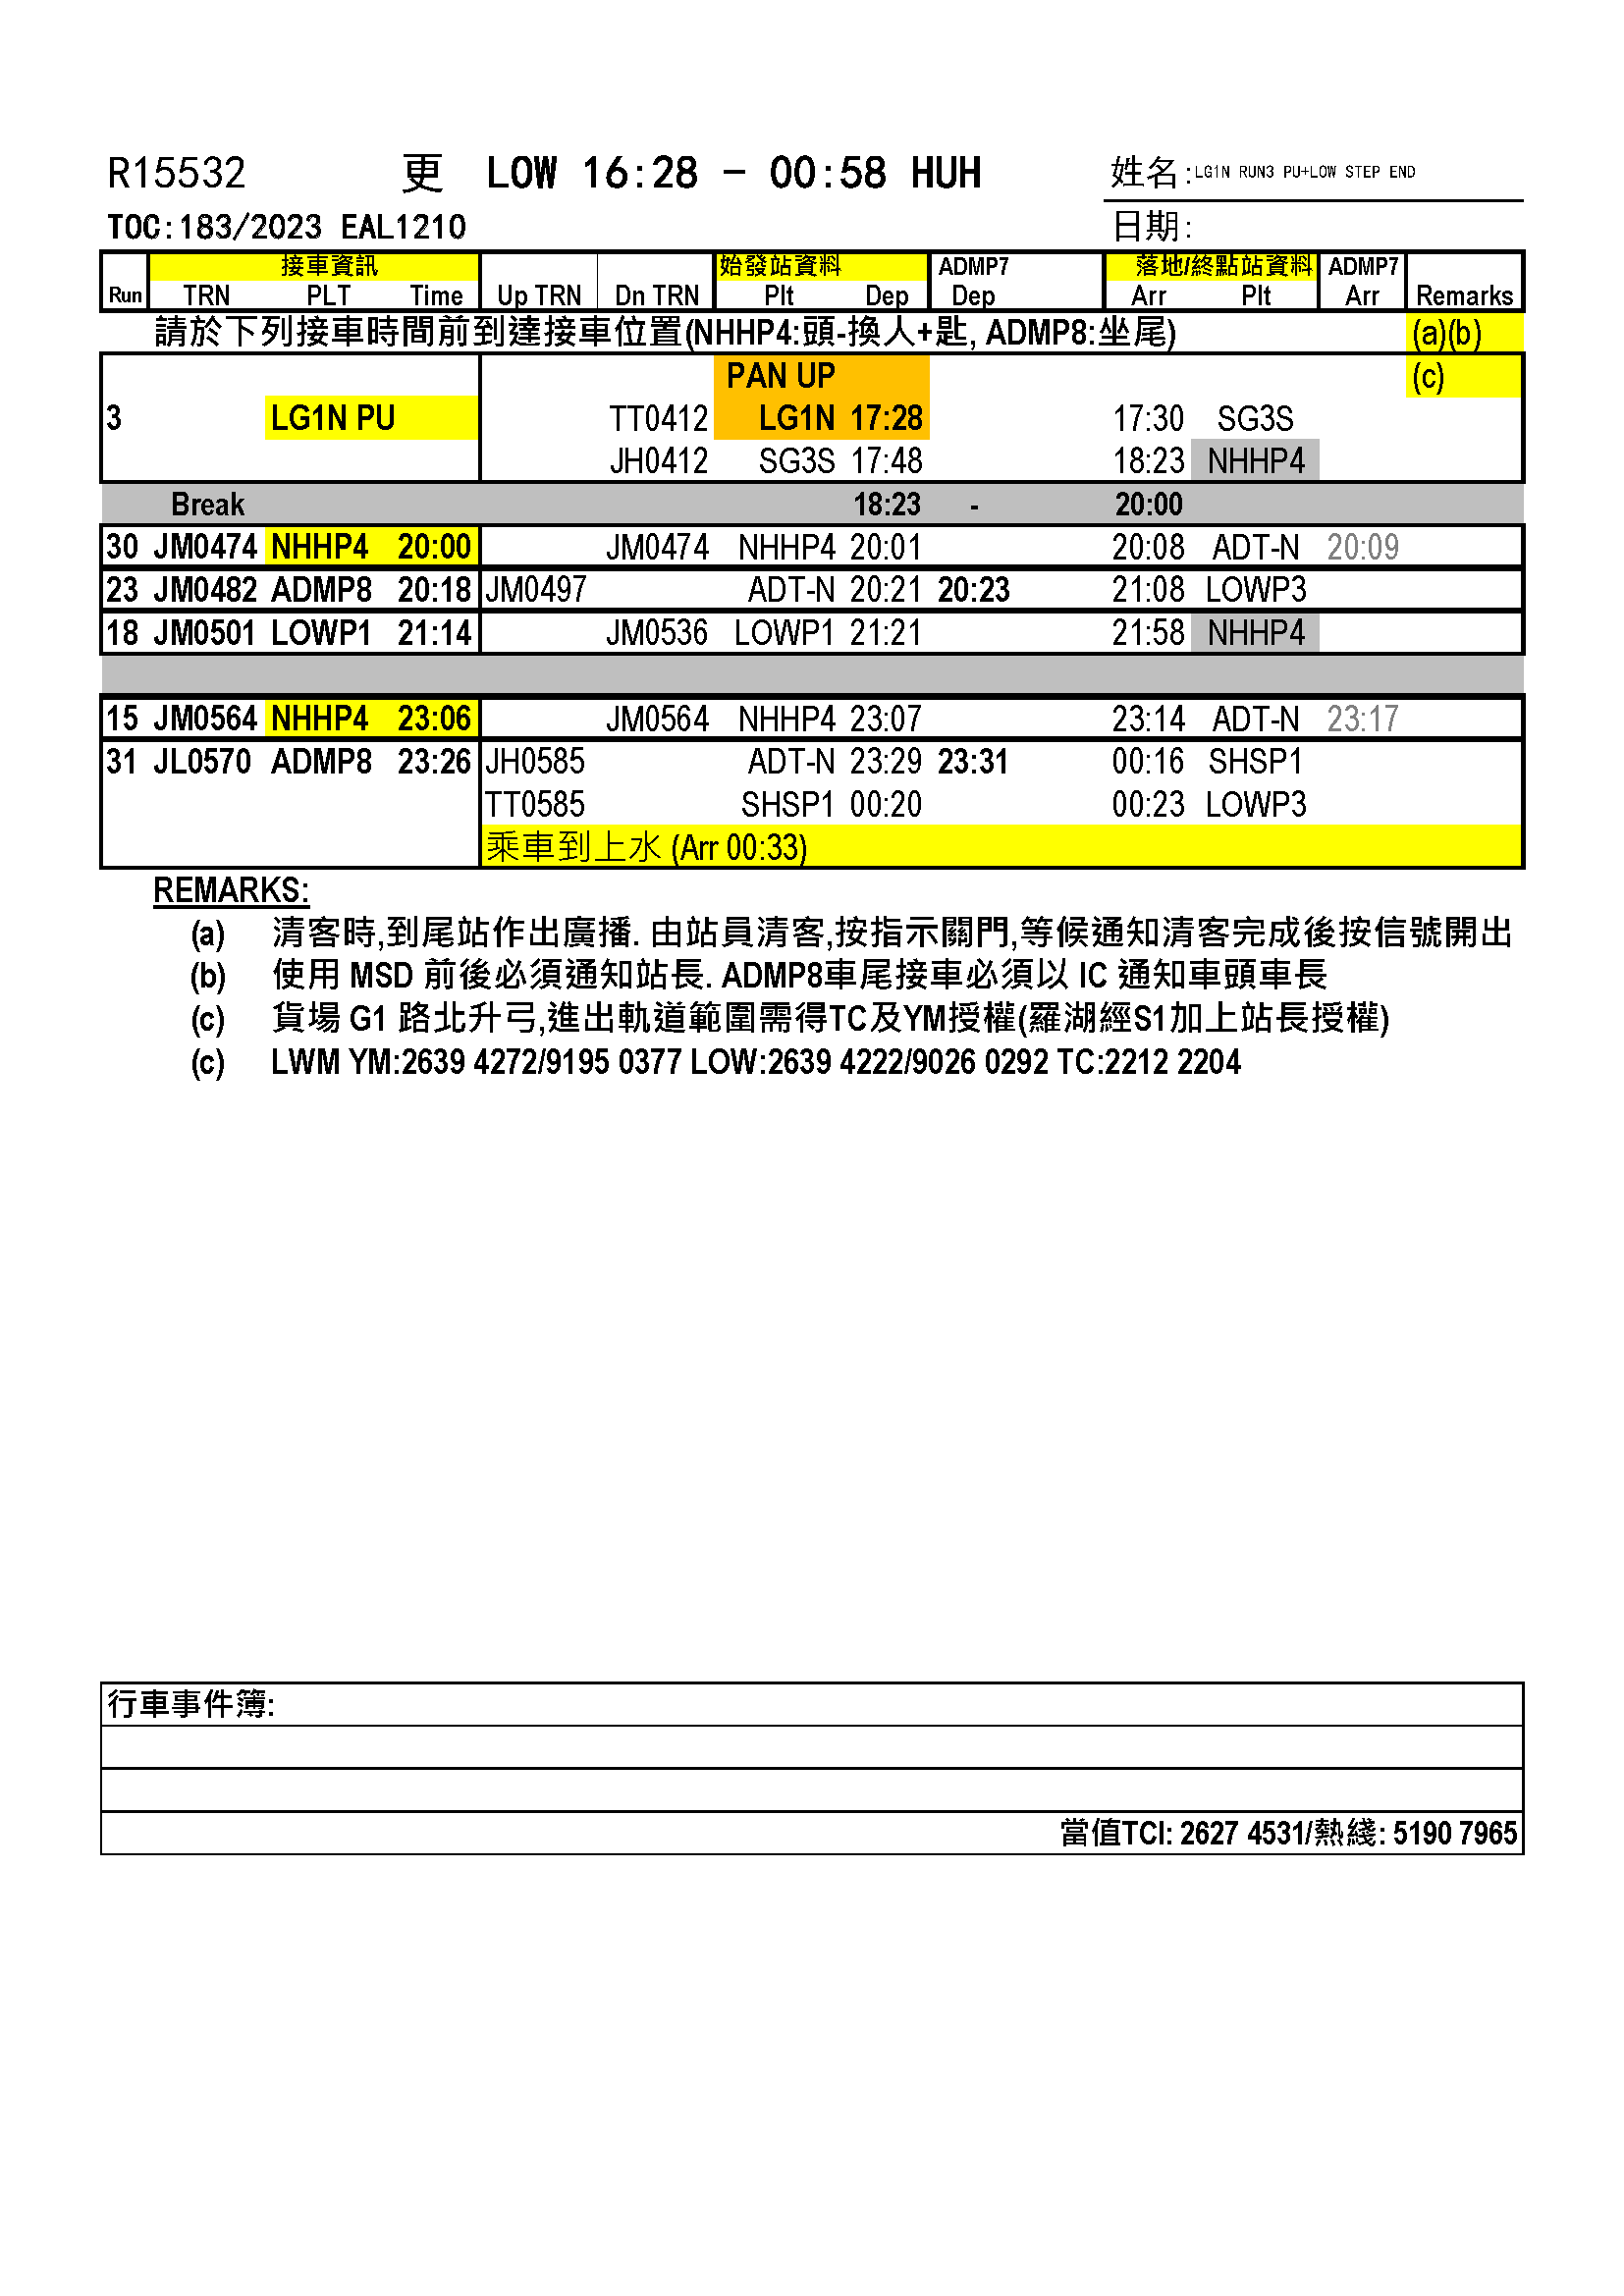 R15532 更 LOW 16:28 - 00:58 HUH 姓名:LG1N RUN3 PU+LOW STEP END
TOC:183/2023 EAL1210 日期:
接車資訊 始發站資料 ADMP7 落地/終點站資料 ADMP7
Run TRN PLT Time Up TRN Dn TRN Plt Dep Dep Arr Plt Arr Remarks
請於下列接車時間前到達接車位置(NHHP4:頭-換人+匙, ADMP8:坐尾) (a)(b)
PAN UP (c)
3 LG1N PU TT0412 LG1N 17:28 17:30 SG3S
JH0412 SG3S 17:48 18:23 NHHP4
Break 18:23 - 20:00
30 JM0474 NHHP4 20:00 JM0474 NHHP4 20:01 20:08 ADT-N 20:09
23 JM0482 ADMP8 20:18 JM0497 ADT-N 20:21 20:23 21:08 LOWP3
18 JM0501 LOWP1 21:14 JM0536 LOWP1 21:21 21:58 NHHP4
15 JM0564 NHHP4 23:06 JM0564 NHHP4 23:07 23:14 ADT-N 23:17
31 JL0570 ADMP8 23:26 JH0585 ADT-N 23:29 23:31 00:16 SHSP1
TT0585 SHSP1 00:20 00:23 LOWP3
乘車到上水 (Arr 00:33)
REMARKS:
(a) 清客時,到尾站作出廣播. 由站員清客,按指示關門,等候通知清客完成後按信號開出
(b) 使用 MSD 前後必須通知站長. ADMP8車尾接車必須以 IC 通知車頭車長
(c) 貨場 G1 路北升弓,進出軌道範圍需得TC及YM授權(羅湖經S1加上站長授權)
(c) LWM YM:2639 4272/9195 0377 LOW:2639 4222/9026 0292 TC:2212 2204
行車事件簿:
當值TCI: 2627 4531/熱綫: 5190 7965